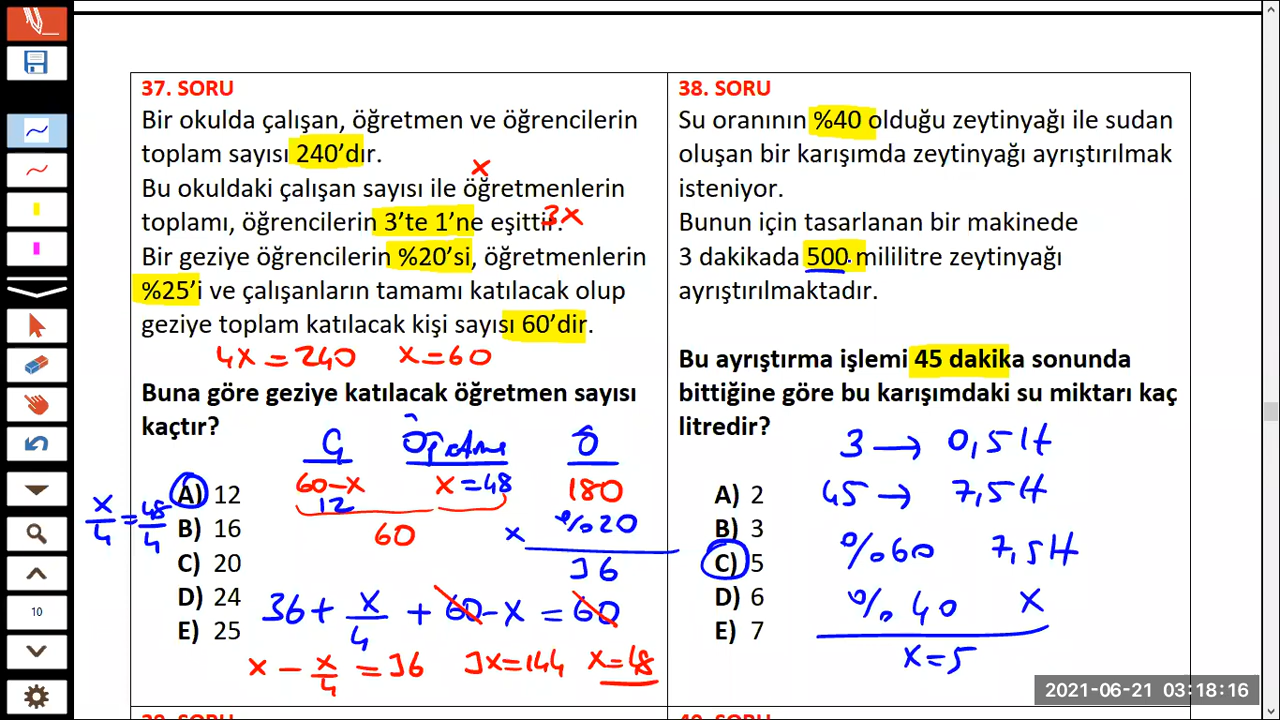 37. SORU
Bir okulda çalışan, öğretmen ve öğrencilerin
toplam sayısı 240'dır.
x
Bu okuldaki çalışan sayısı ile öğretmenlerin
toplamı, öğrencilerin 3'te 1'ne eşittir.
3x
Bir geziye öğrencilerin %20'si, öğretmenlerin
%25'i ve çalışanların tamamı katılacak olup
geziye toplam katılacak kişi sayısı 60'dir.
4x = 240 x = 60
Buna göre geziye katılacak öğretmen sayısı
kaçtır?
Ç Ö
60-x x = 48 180
12
60
x %20
36
A) 12
B) 16
C) 20
D) 24
E) 25
x/4 = 48/4
36 + x/4 + 60 - x = 60
x - x/4 = 36 3x = 144 x = 48
38. SORU
Su oranının %40 olduğu zeytinyağı ile sudan
oluşan bir karışımda zeytinyağı ayrıştırılmak
isteniyor.
Bunun için tasarlanan bir makinede
3 dakikada 500 mililitre zeytinyağı
ayrıştırılmaktadır.
Bu ayrıştırma işlemi 45 dakika sonunda
bittiğine göre bu karışımdaki su miktarı kaç
litredir?
3 → 0,5 lt
45 → 7,5 lt
%60 7,5 lt
%40 x
x = 5
A) 2
B) 3
C) 5
D) 6
E) 7
10
2021-06-21 03:18:16